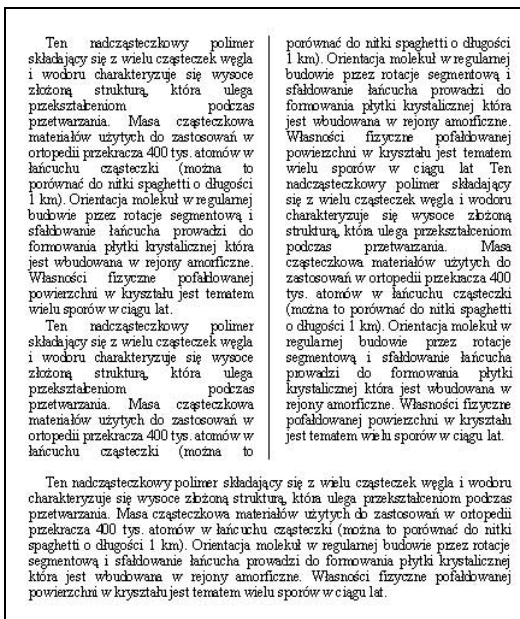 Ten nadcząsteczkowy polimer
składający się z wielu cząsteczek węgla
i wodoru charakteryzuje się wysoce
złożoną strukturą, która ulega
przekształceniom podczas
przetwarzania. Masa cząsteczkowa
materiałów użytych do zastosowań w
ortopedii przekracza 400 tys. atomów w
łańcuchu cząsteczki (można to
porównać do nitki spaghetti o długości
1 km). Orientacja molekuł w regularnej
budowie przez rotacje segmentową i
sfałdowanie łańcucha prowadzi do
formowania płytki krystalicznej która
jest wbudowana w rejony amorficzne.
Własności fizyczne pofałdowanej
powierzchni w kryształu jest tematem
wielu sporów w ciągu lat.
Ten nadcząsteczkowy polimer
składający się z wielu cząsteczek węgla
i wodoru charakteryzuje się wysoce
złożoną strukturą, która ulega
przekształceniom podczas
przetwarzania. Masa cząsteczkowa
materiałów użytych do zastosowań w
ortopedii przekracza 400 tys. atomów w
łańcuchu cząsteczki (można to
porównać do nitki spaghetti o długości
1 km). Orientacja molekuł w regularnej
budowie przez rotacje segmentową i
sfałdowanie łańcucha prowadzi do
formowania płytki krystalicznej która
jest wbudowana w rejony amorficzne.
Własności fizyczne pofałdowanej
powierzchni w kryształu jest tematem
wielu sporów w ciągu lat Ten
nadcząsteczkowy polimer składający
się z wielu cząsteczek węgla i wodoru
charakteryzuje się wysoce złożoną
strukturą, która ulega przekształceniom
podczas przetwarzania. Masa
cząsteczkowa materiałów użytych do
zastosowań w ortopedii przekracza 400
tys. atomów w łańcuchu cząsteczki
(można to porównać do nitki spaghetti
o długości 1 km). Orientacja molekuł w
regularnej budowie przez rotacje
segmentową i sfałdowanie łańcucha
prowadzi do formowania płytki
krystalicznej która jest wbudowana w
rejony amorficzne. Własności fizyczne
pofałdowanej powierzchni w kryształu
jest tematem wielu sporów w ciągu lat.
Ten nadcząsteczkowy polimer składający się z wielu cząsteczek węgla i wodoru
charakteryzuje się wysoce złożoną strukturą, która ulega przekształceniom podczas
przetwarzania. Masa cząsteczkowa materiałów użytych do zastosowań w ortopedii
przekracza 400 tys. atomów w łańcuchu cząsteczki (można to porównać do nitki
spaghetti o długości 1 km). Orientacja molekuł w regularnej budowie przez rotacje
segmentową i sfałdowanie łańcucha prowadzi do formowania płytki krystalicznej
która jest wbudowana w rejony amorficzne. Własności fizyczne pofałdowanej
powierzchni w kryształu jest tematem wielu sporów w ciągu lat.